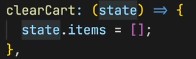 clearCart: (state) => {
  state.items = [];
},